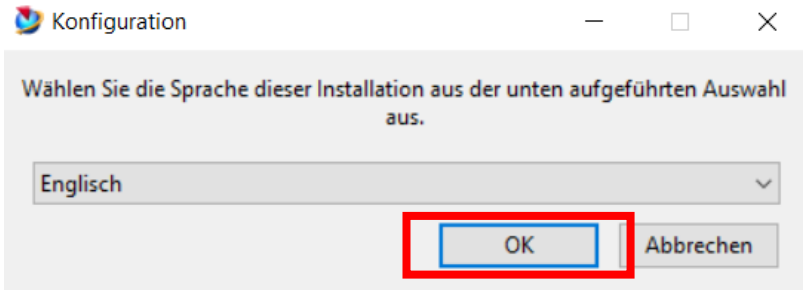 Konfiguration
Wählen Sie die Sprache dieser Installation aus der unten aufgeführten Auswahl
aus.
Englisch
OK Abbrechen